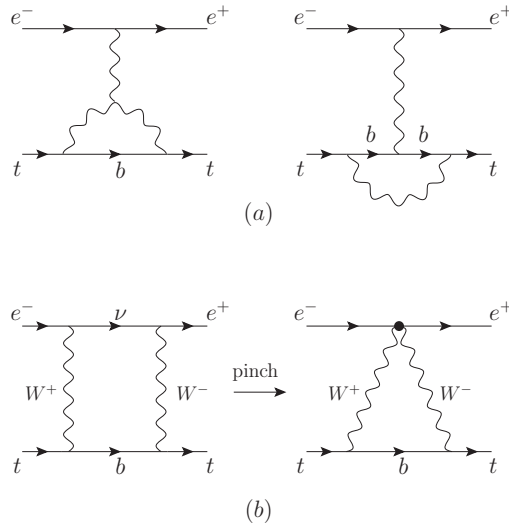 e⁻ e⁺ e⁻ e⁺
b b
t b t t t
(a)
e⁻ ν e⁺ e⁻ e⁺
pinch
W⁺ W⁻ W⁺ W⁻
t b t t b t
(b)